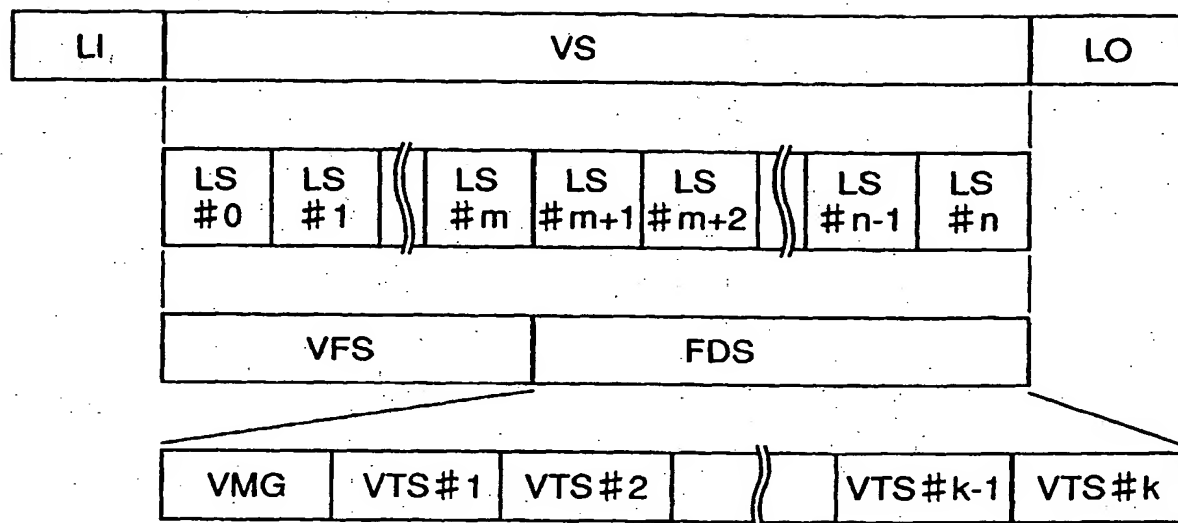 LI VS LO
LS LS LS LS LS LS LS
#0 #1 #m #m+1 #m+2 #n-1 #n
VFS FDS
VMG VTS#1 VTS#2 VTS#k-1 VTS#k